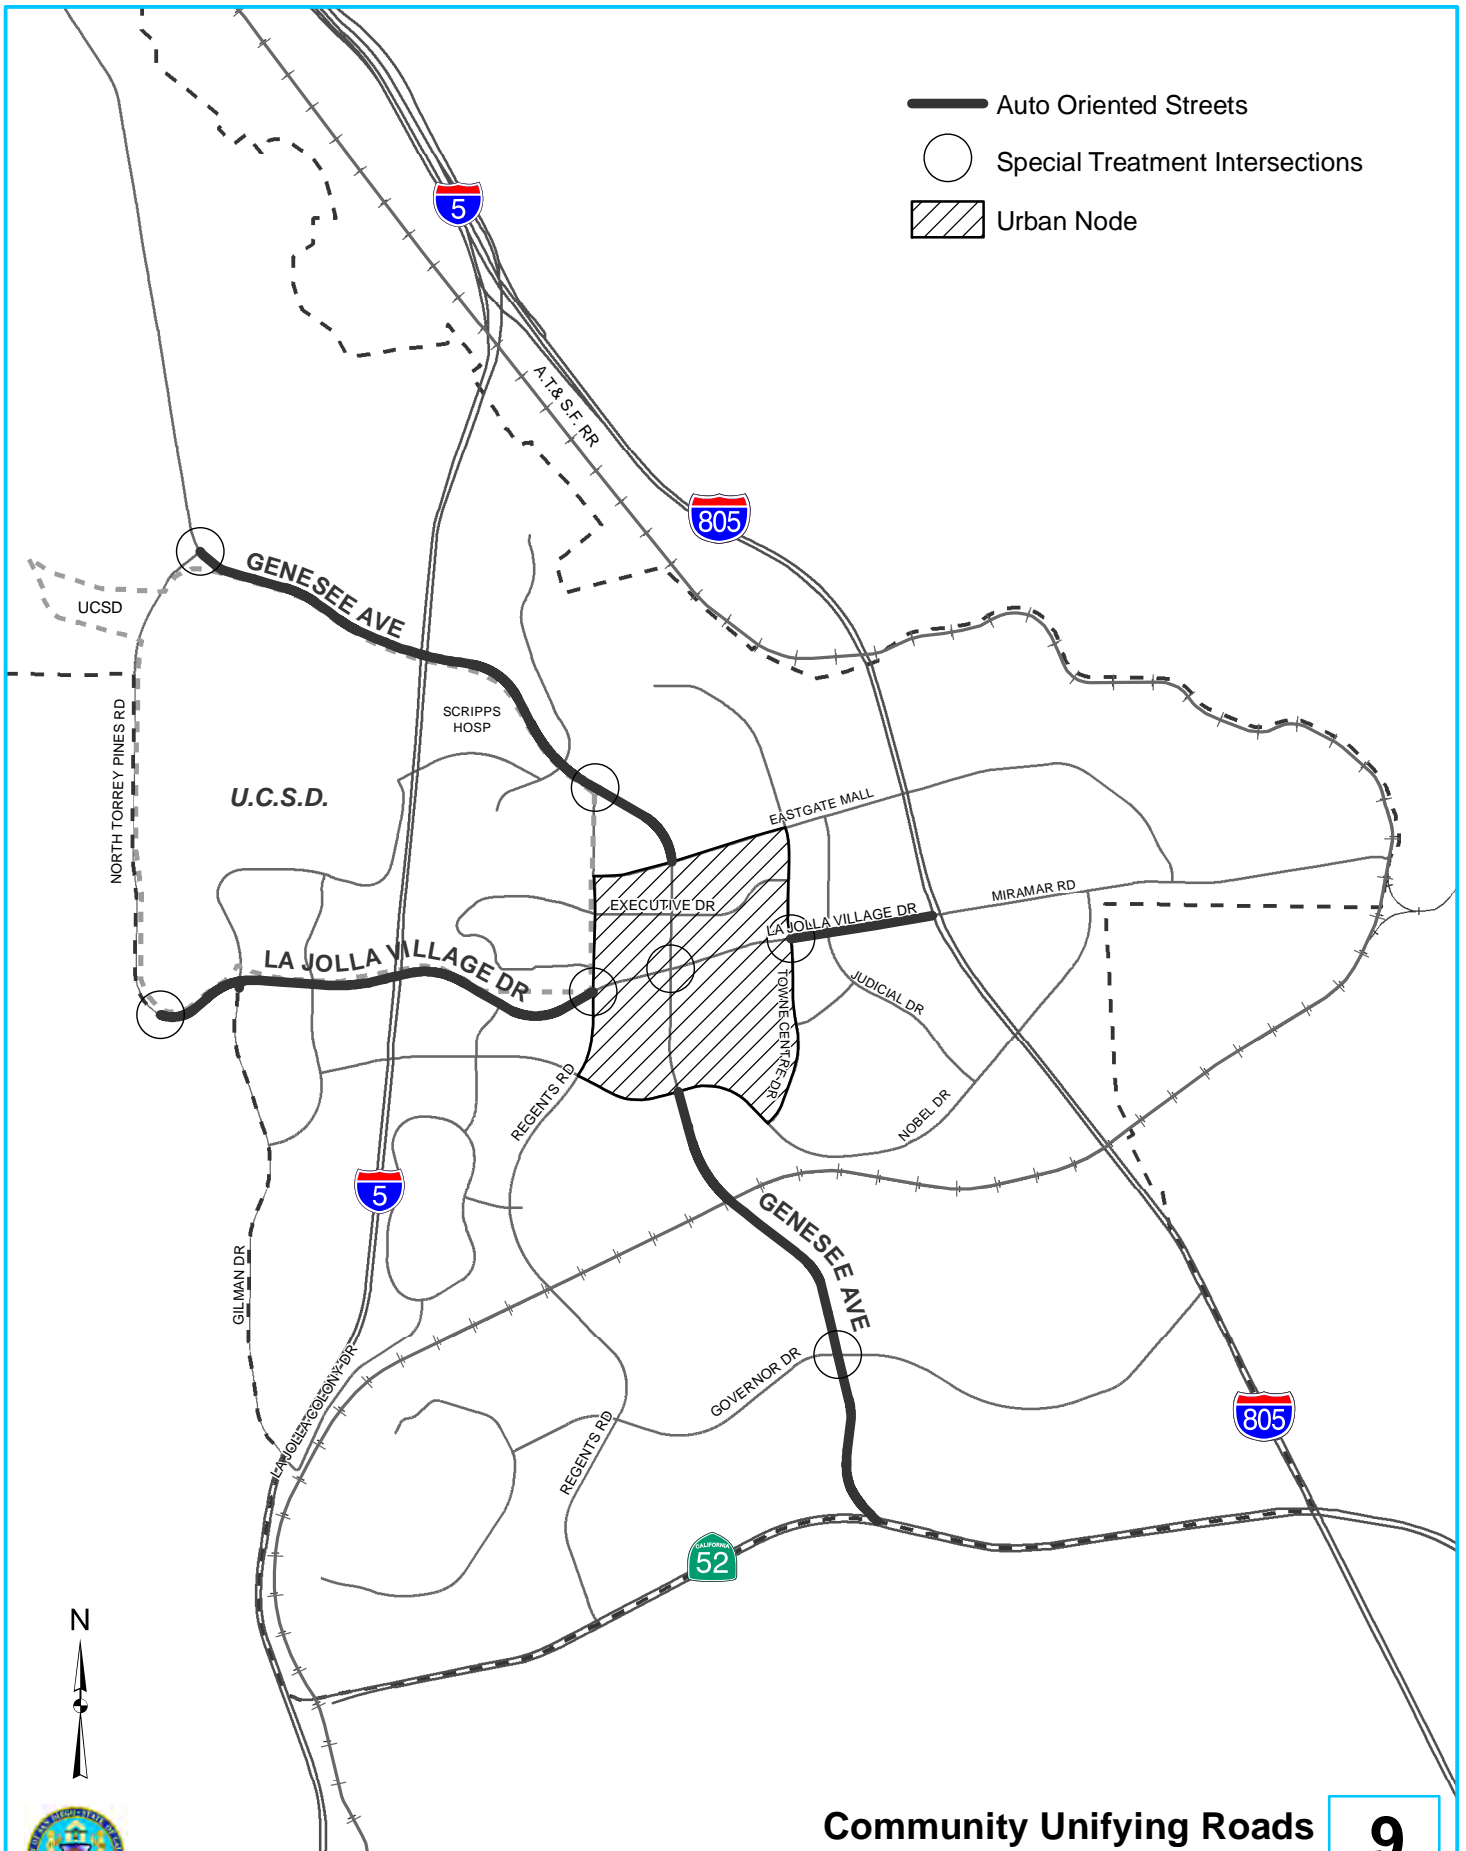 Auto Oriented Streets
Special Treatment Intersections
Urban Node
5
A.T.& S.F. RR
805
GENESEE AVE
UCSD
NORTH TORREY PINES RD
SCRIPPS
HOSP
U.C.S.D.
EASTGATE MALL
MIRAMAR RD
EXECUTIVE DR
LA JOLLA VILLAGE DR
LA JOLLA VILLAGE DR
TOWNE CENTRE DR
JUDICIAL DR
REGENTS RD
NOBEL DR
5
GENESEE AVE
GILMAN DR
LA JOLLA COLONY DR
GOVERNOR DR
REGENTS RD
805
CALIFORNIA
52
N
Community Unifying Roads
9